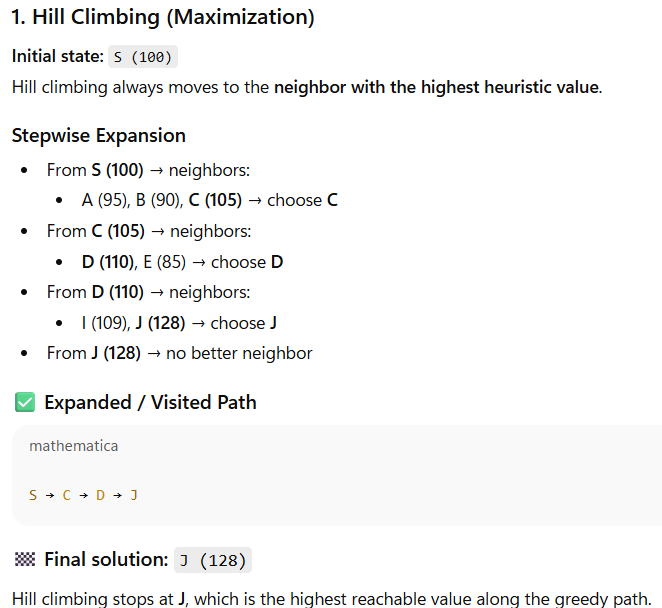 1. Hill Climbing (Maximization)
Initial state: S (100)
Hill climbing always moves to the neighbor with the highest heuristic value.
Stepwise Expansion
• From S (100) → neighbors:
• A (95), B (90), C (105) → choose C
• From C (105) → neighbors:
• D (110), E (85) → choose D
• From D (110) → neighbors:
• I (109), J (128) → choose J
• From J (128) → no better neighbor
✅ Expanded / Visited Path
mathematica
S → C → D → J
🏁 Final solution: J (128)
Hill climbing stops at J, which is the highest reachable value along the greedy path.